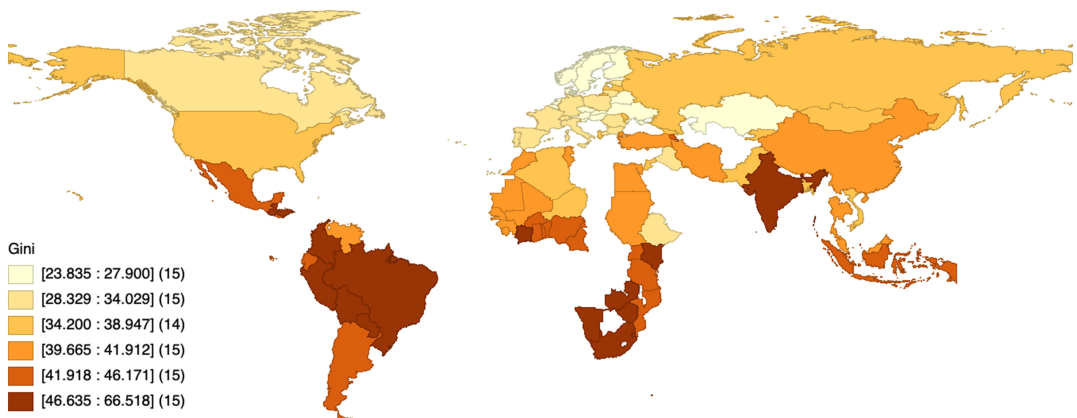 Gini
[23.835 : 27.900] (15)
[28.329 : 34.029] (15)
[34.200 : 38.947] (14)
[39.665 : 41.912] (15)
[41.918 : 46.171] (15)
[46.635 : 66.518] (15)